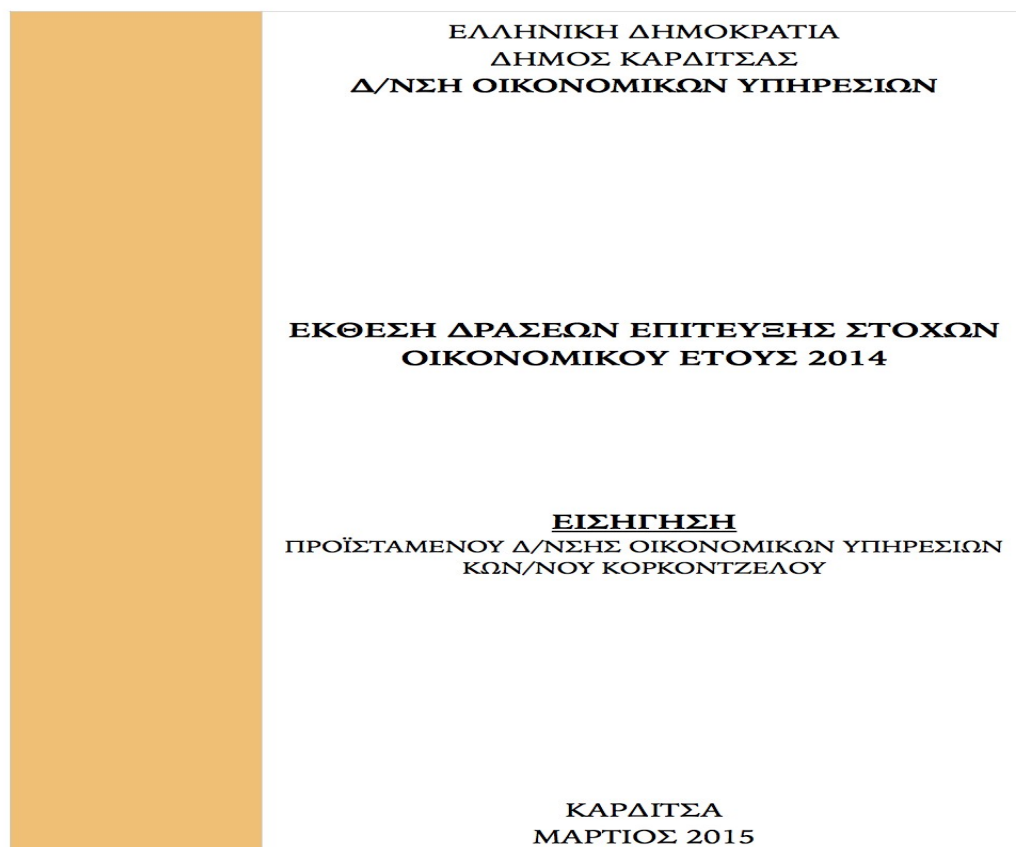 ΕΛΛΗΝΙΚΗ ΔΗΜΟΚΡΑΤΙΑ
ΔΗΜΟΣ ΚΑΡΔΙΤΣΑΣ
Δ/ΝΣΗ ΟΙΚΟΝΟΜΙΚΩΝ ΥΠΗΡΕΣΙΩΝ
ΕΚΘΕΣΗ ΔΡΑΣΕΩΝ ΕΠΙΤΕΥΞΗΣ ΣΤΟΧΩΝ
ΟΙΚΟΝΟΜΙΚΟΥ ΕΤΟΥΣ 2014
ΕΙΣΗΓΗΣΗ
ΠΡΟΪΣΤΑΜΕΝΟΥ Δ/ΝΣΗΣ ΟΙΚΟΝΟΜΙΚΩΝ ΥΠΗΡΕΣΙΩΝ
ΚΩΝ/ΝΟΥ ΚΟΡΚΟΝΤΖΕΛΟΥ
ΚΑΡΔΙΤΣΑ
ΜΑΡΤΙΟΣ 2015